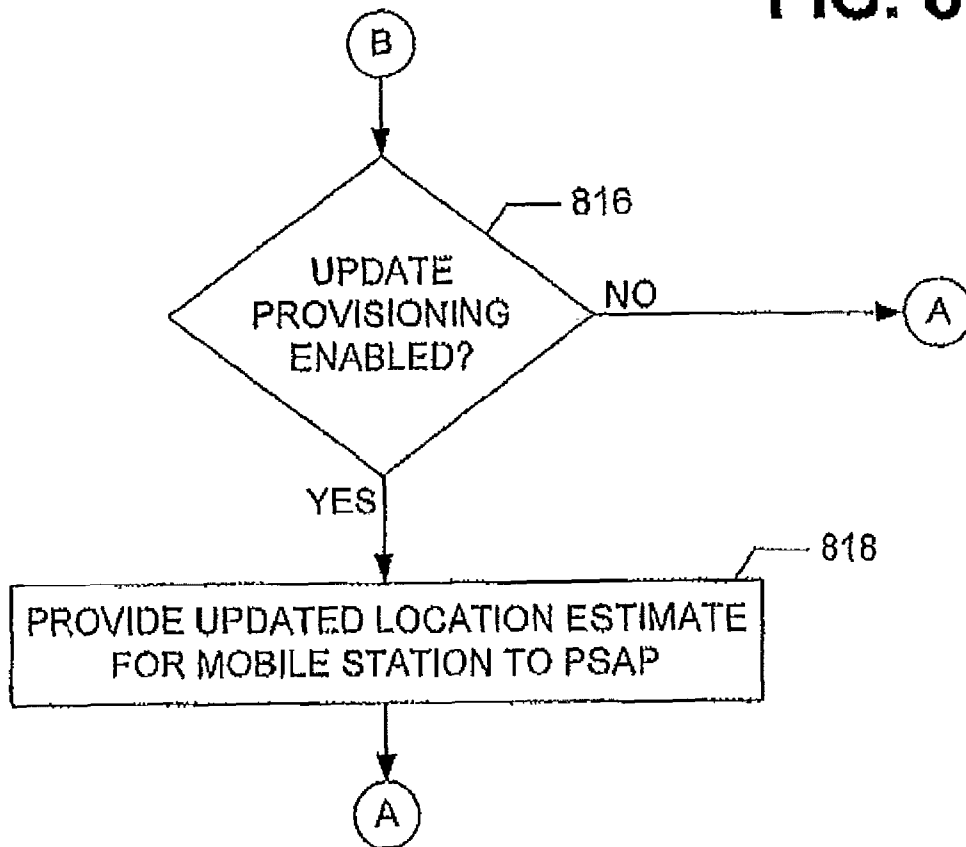 B
816
UPDATE
PROVISIONING
ENABLED?
NO
A
YES
818
PROVIDE UPDATED LOCATION ESTIMATE
FOR MOBILE STATION TO PSAP
A